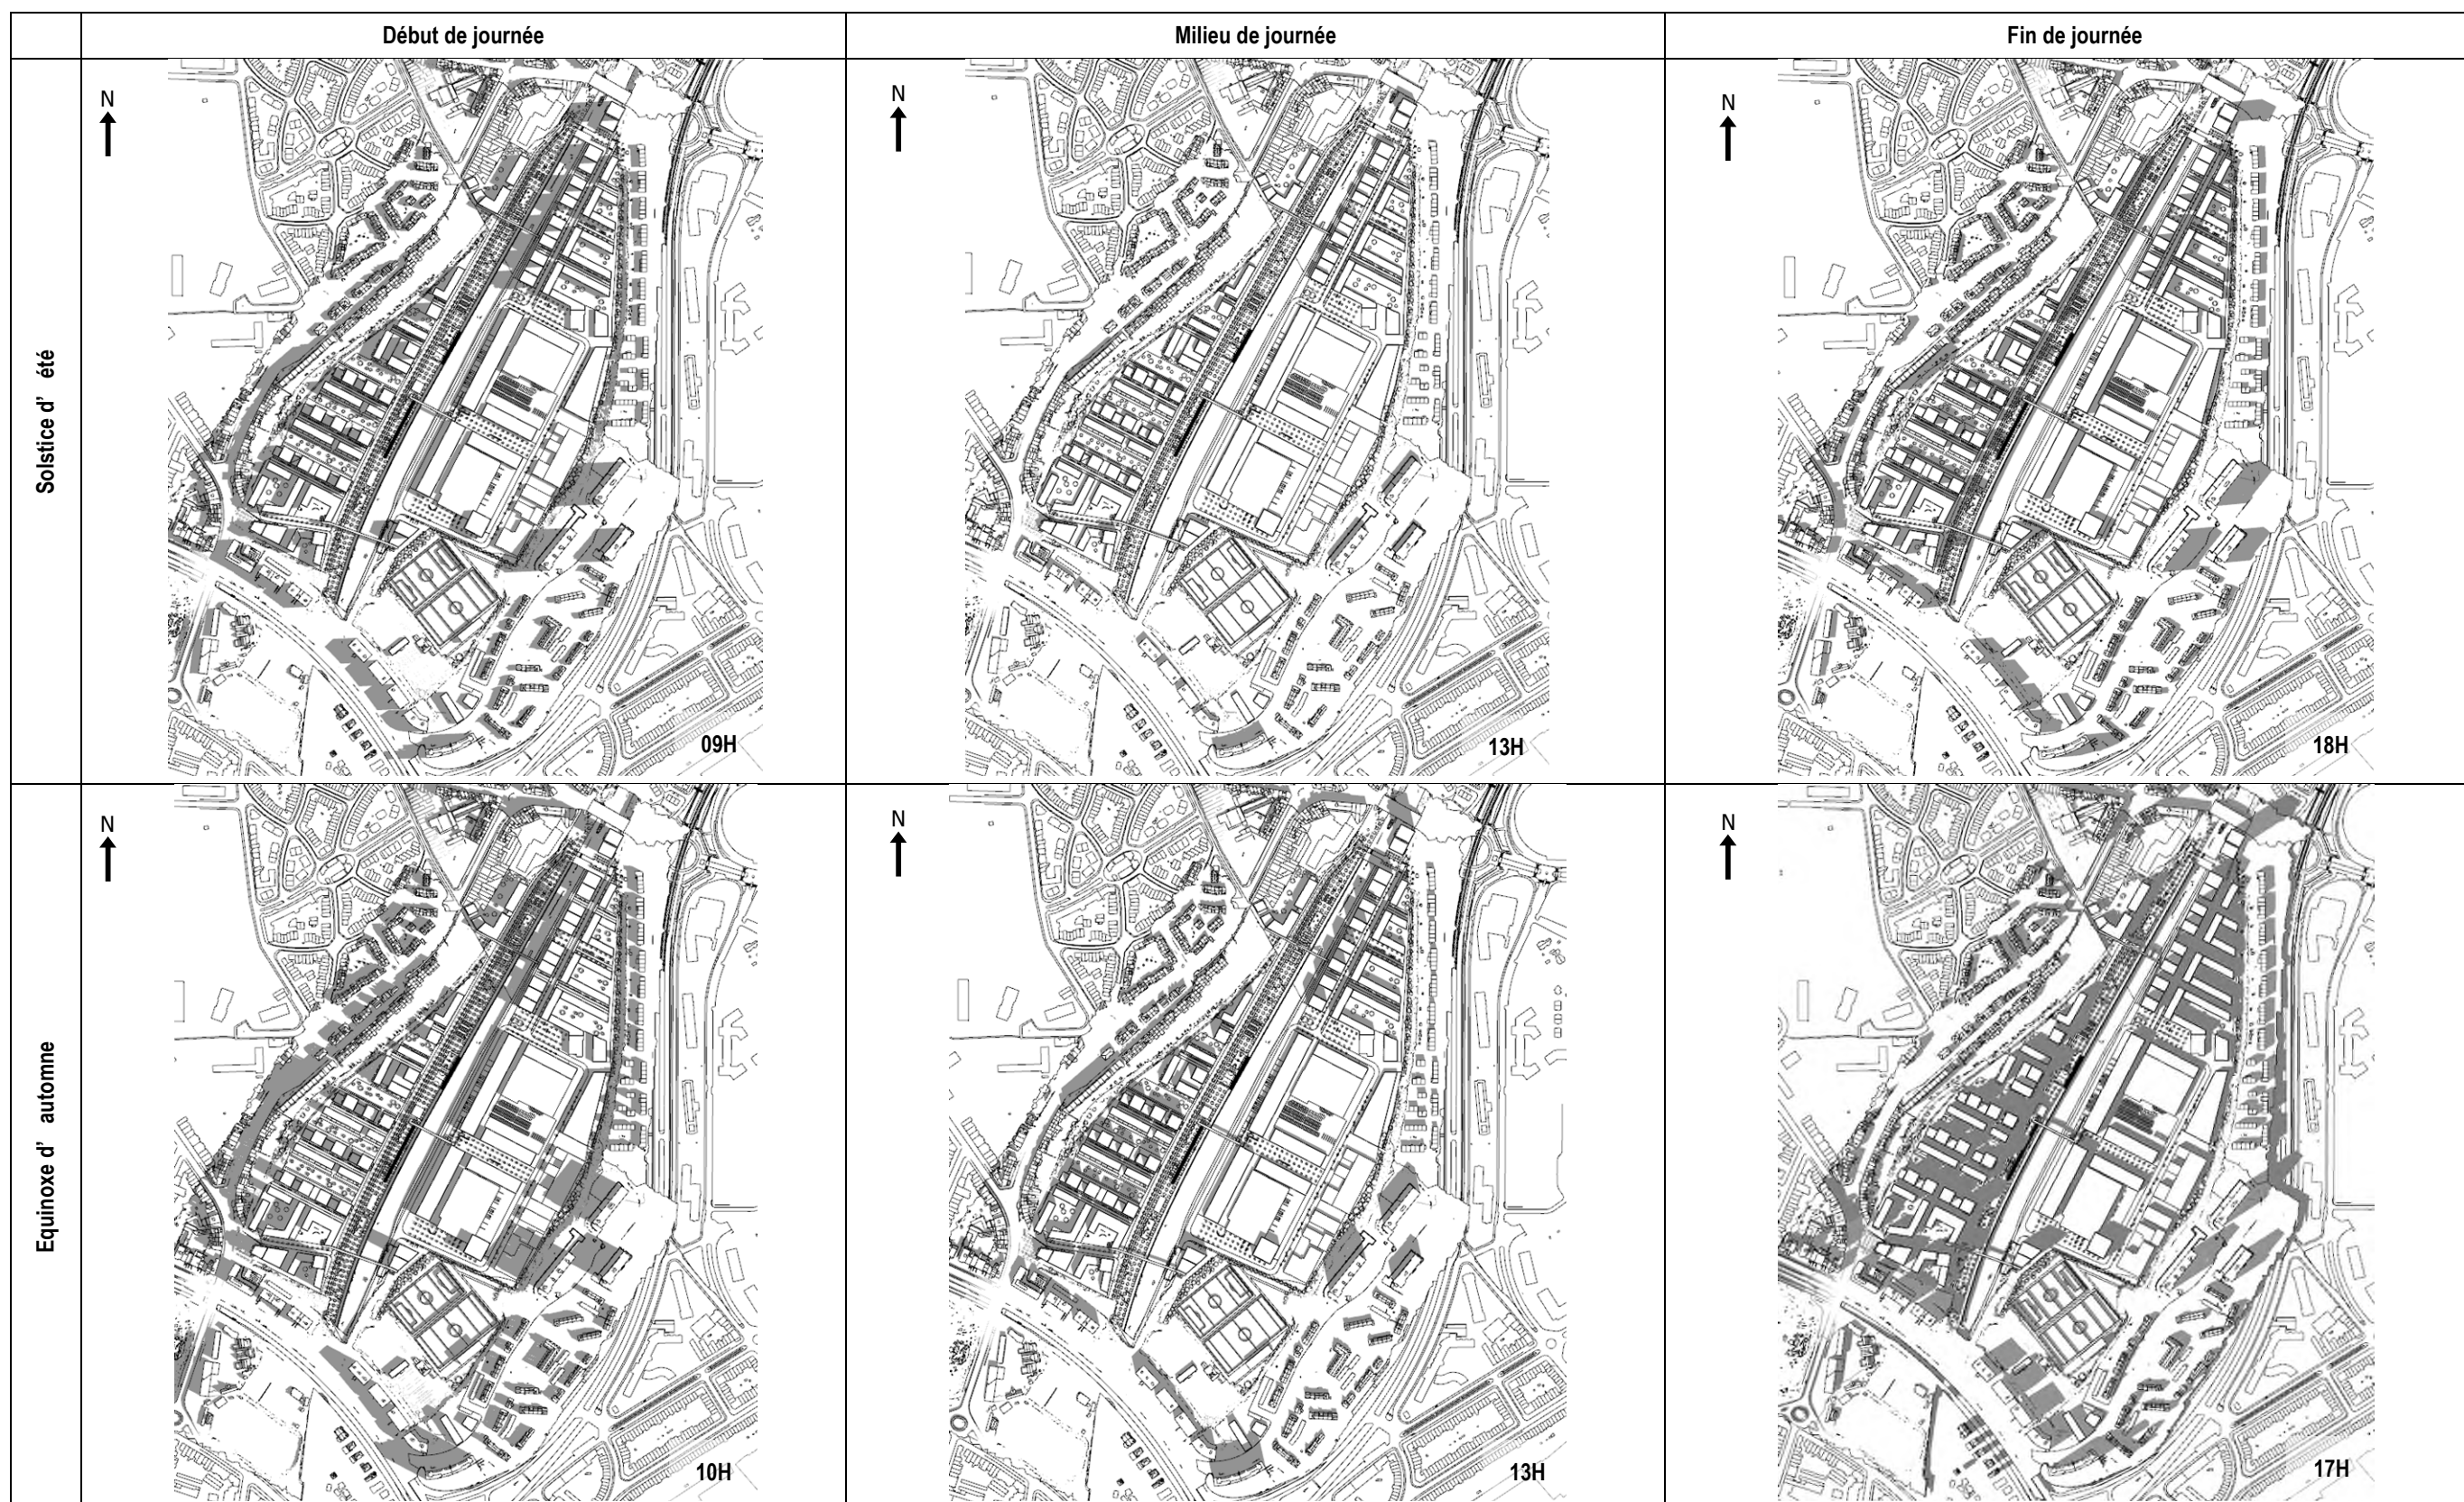 Début de journée
Milieu de journée
Fin de journée
Solstice d’ été
N
09H
N
13H
N
18H
Equinoxe d’ automne
N
10H
N
13H
N
17H